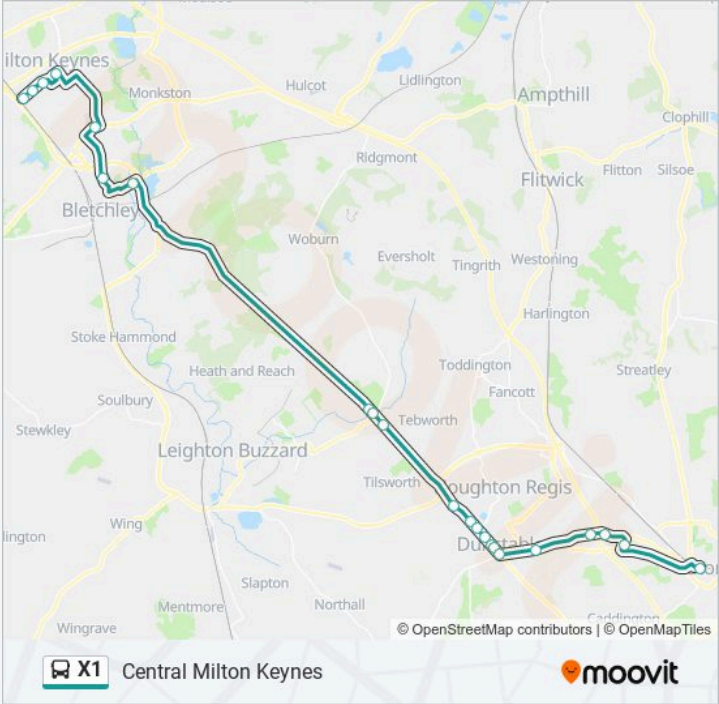 ilton Keynes
Monkston
Hulcot
Lidlington
Ampthill
Clophill
Ridgmont
Flitwick
Flitton
Silsoe
Bletchley
Woburn
Eversholt
Tingrith
Westoning
Harlington
Stoke Hammond
Heath and Reach
Toddington
Fancott
Streatley
Soulbury
Stewkley
Tebworth
Leighton Buzzard
Tilsworth
oughton Regis
Wing
lington
Slapton
Mentmore
Northall
Wingrave
© OpenStreetMap contributors | © OpenMapTiles
X1
Central Milton Keynes
moovit